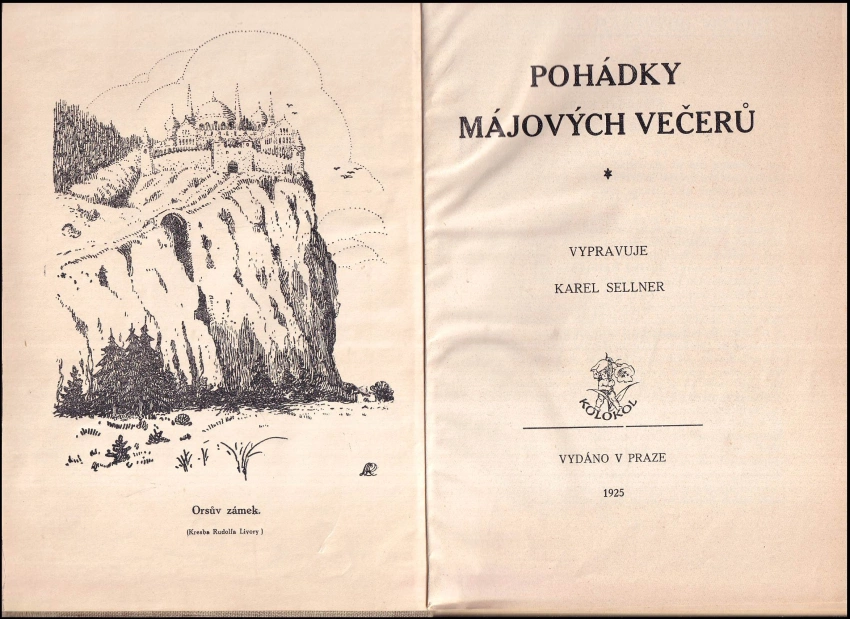 Orsův zámek.
(Kresba Rudolfa Livory)
POHÁDKY
MÁJOVÝCH VEČERŮ
*
VYPRAVUJE
KAREL SELLNER
KOLOKOL
VYDÁNO V PRAZE
1925